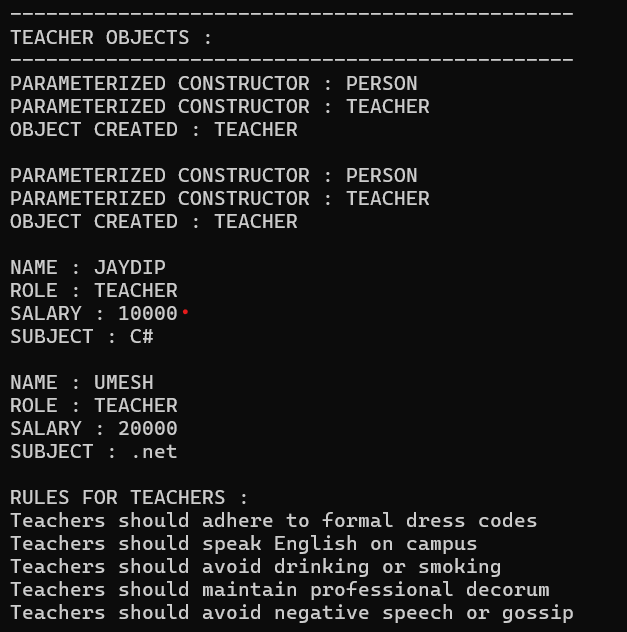 -----------------------------------------------
TEACHER OBJECTS :
-----------------------------------------------
PARAMETERIZED CONSTRUCTOR : PERSON
PARAMETERIZED CONSTRUCTOR : TEACHER
OBJECT CREATED : TEACHER
PARAMETERIZED CONSTRUCTOR : PERSON
PARAMETERIZED CONSTRUCTOR : TEACHER
OBJECT CREATED : TEACHER
NAME : JAYDIP
ROLE : TEACHER
SALARY : 10000
SUBJECT : C#
NAME : UMESH
ROLE : TEACHER
SALARY : 20000
SUBJECT : .net
RULES FOR TEACHERS :
Teachers should adhere to formal dress codes
Teachers should speak English on campus
Teachers should avoid drinking or smoking
Teachers should maintain professional decorum
Teachers should avoid negative speech or gossip